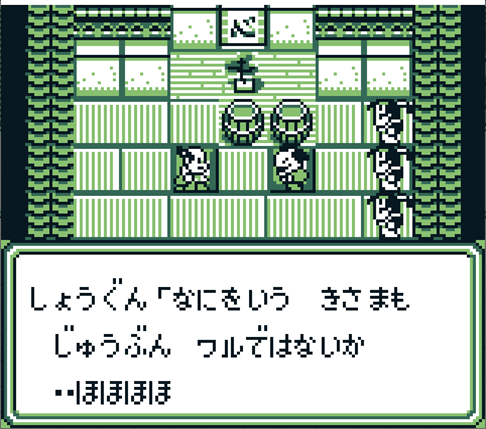 心
しょうぐん「なにをいう　きさまも
じゅうぶん　ワルではないか
‥ほほほほ